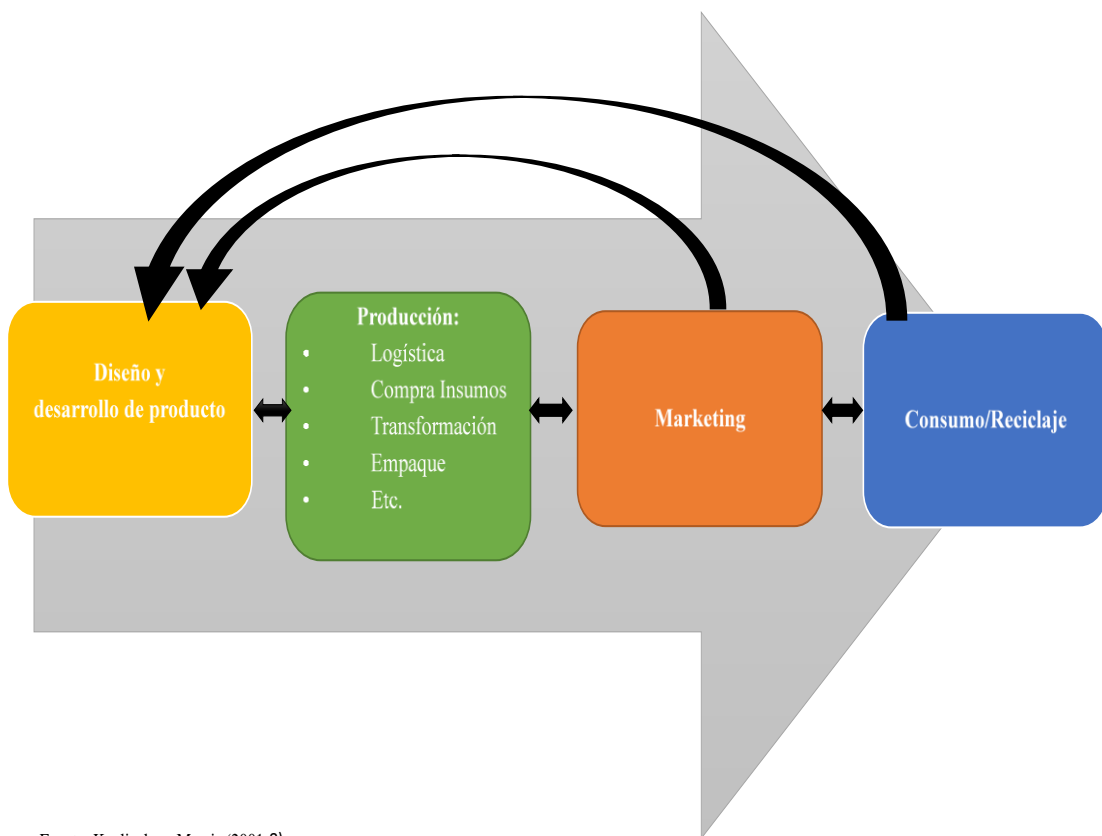 Diseño y
desarrollo de producto
Producción:
• Logística
• Compra Insumos
• Transformación
• Empaque
• Etc.
Marketing
Consumo/Reciclaje